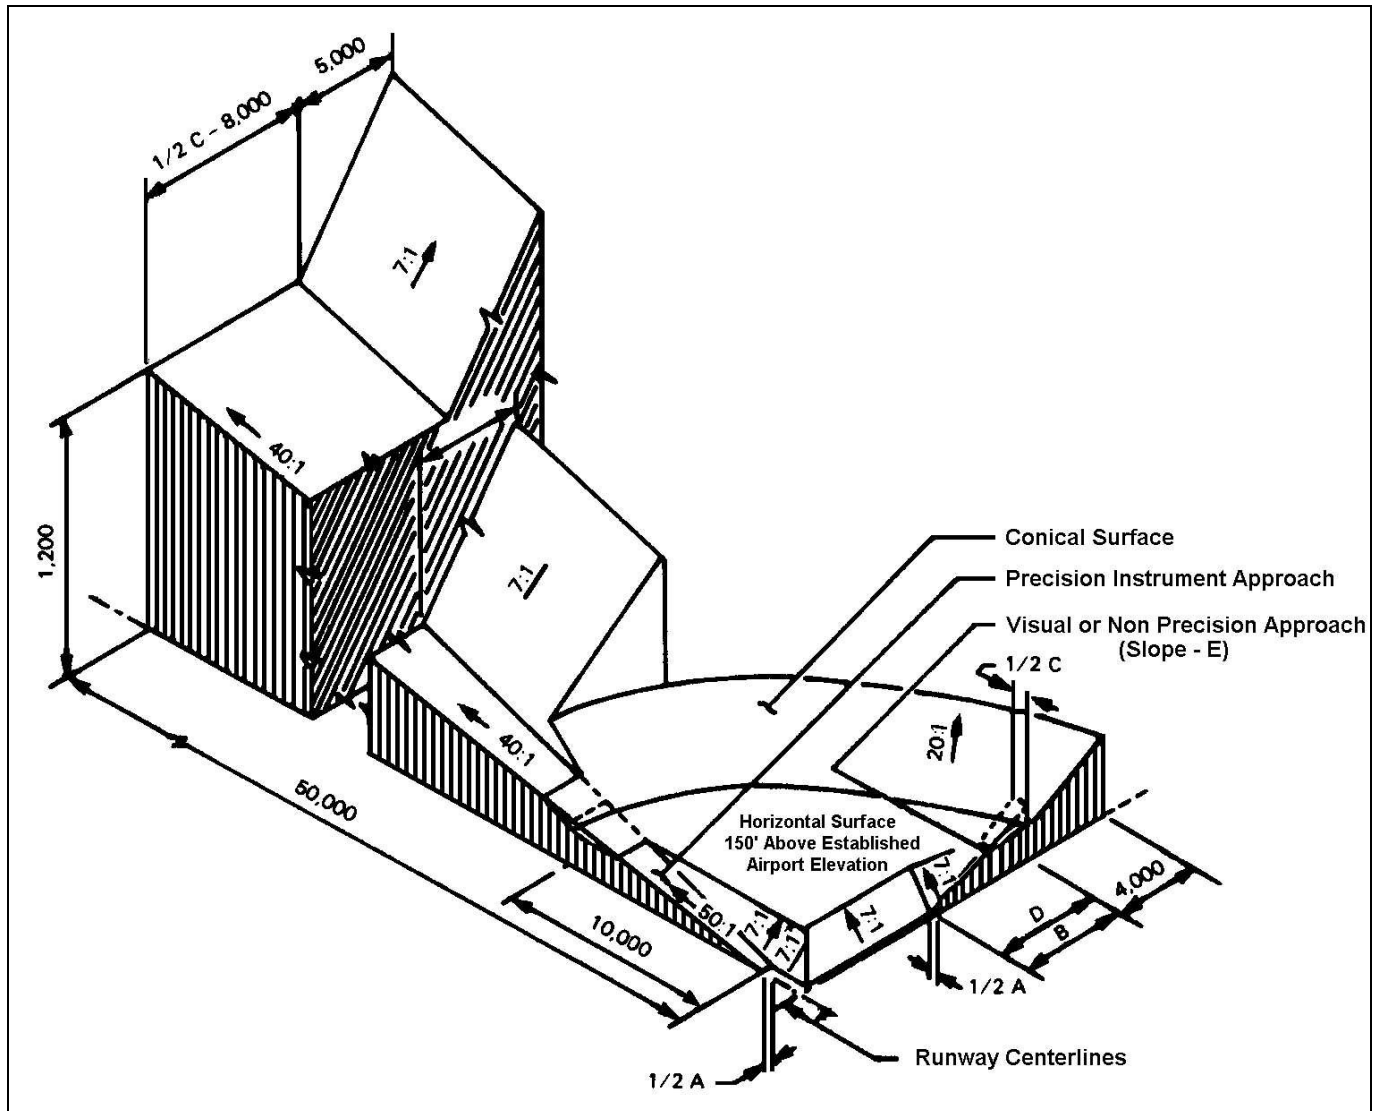 5,000
1/2 C – 8,000
7:1
40:1
1,200
7:1
Conical Surface
Precision Instrument Approach
Visual or Non Precision Approach
(Slope - E)
1/2 C
40:1
20:1
50,000
Horizontal Surface
150' Above Established
Airport Elevation
7:1
4,000
50:1
7:1
7:1
7:1
D
B
10,000
1/2 A
Runway Centerlines
1/2 A